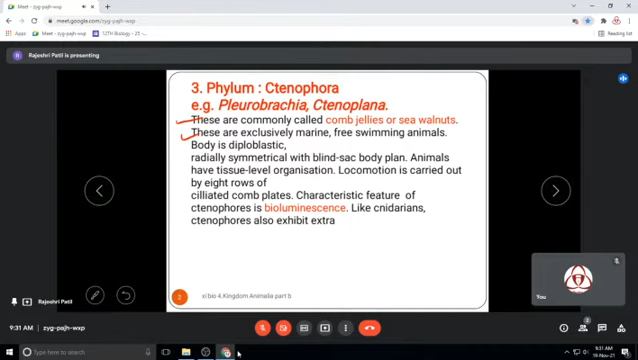 Meet - zyg-pajh-wxp
meet.google.com/zyg-pajh-wxp
Apps
Meet - zyg-pajh-wxp
12TH Biology - 21 -
Reading list
R Rajeshri Patil is presenting
3. Phylum : Ctenophora
e.g. Pleurobrachia, Ctenoplana.
These are commonly called comb jellies or sea walnuts.
These are exclusively marine, free swimming animals.
Body is diploblastic,
radially symmetrical with blind-sac body plan. Animals
have tissue-level organisation. Locomotion is carried out
by eight rows of
cilliated comb plates. Characteristic feature of
ctenophores is bioluminescence. Like cnidarians,
ctenophores also exhibit extra
2
xi bio 4.Kingdom Animalia part b
You
Rajeshri Patil
9:31 AM
zyg-pajh-wxp
2
Type here to search
9:31 AM
19-Nov-21